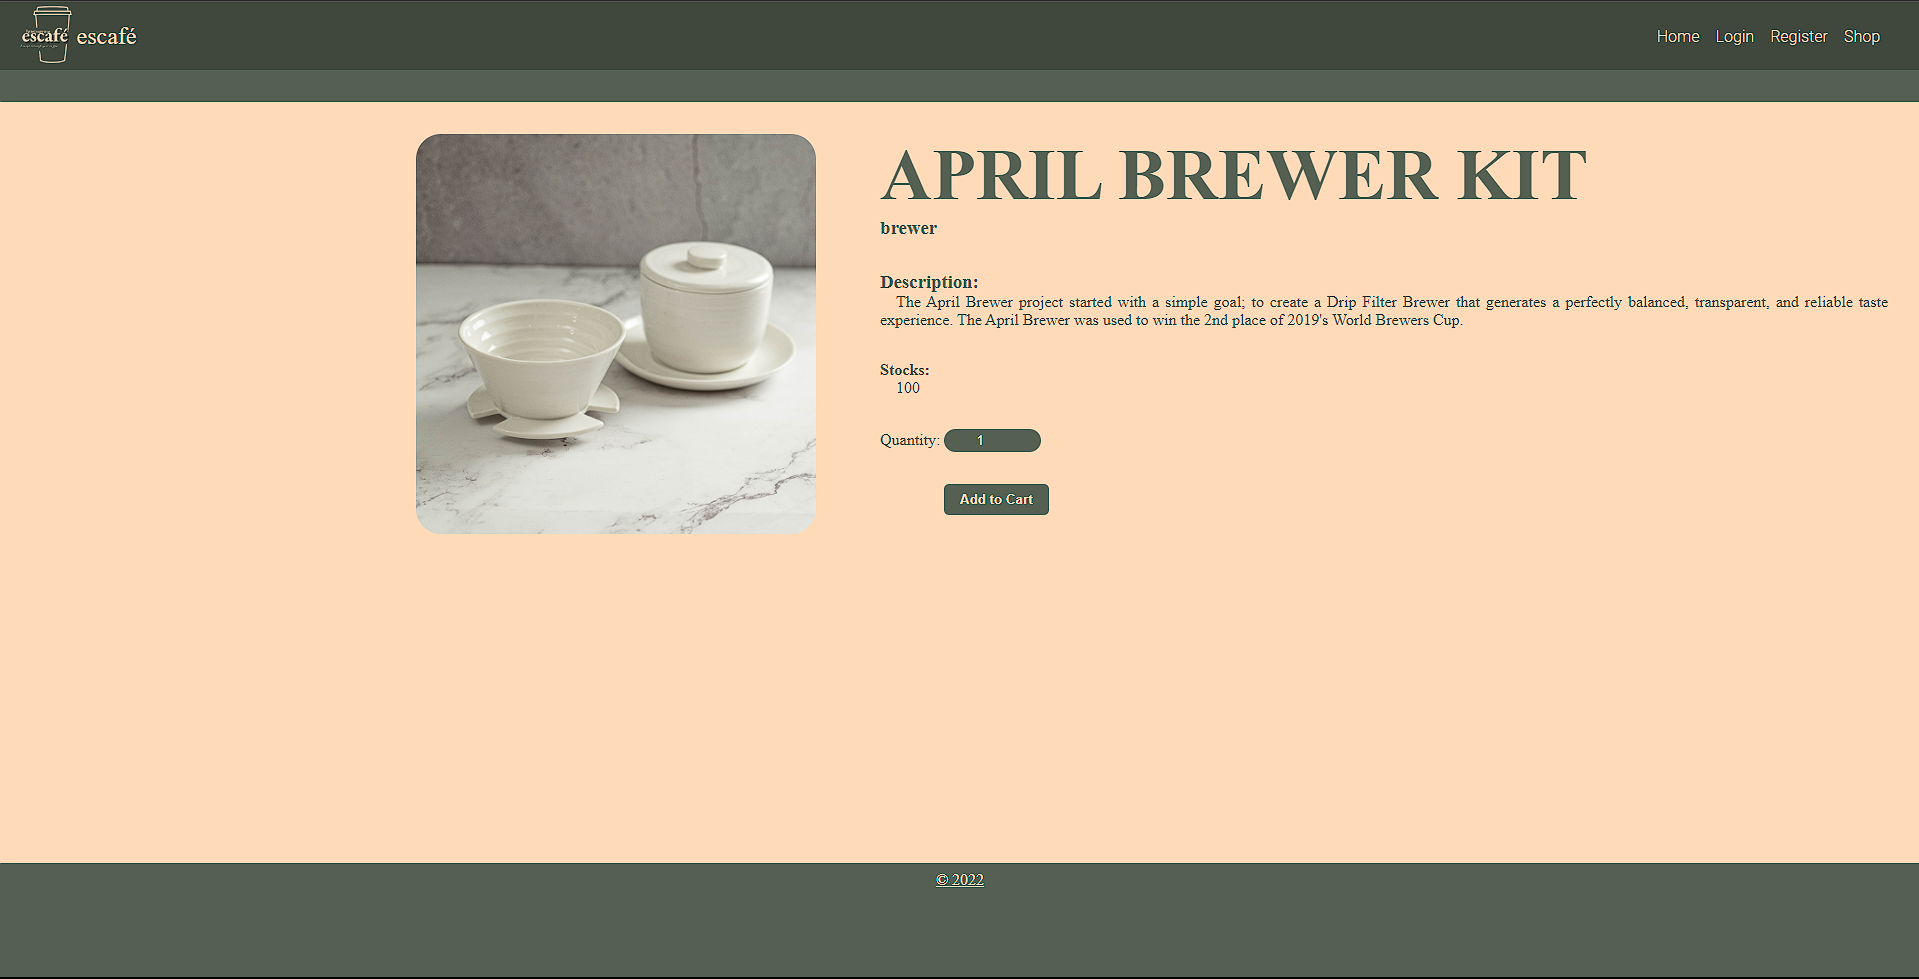 escafé escafé
Home Login Register Shop
APRIL BREWER KIT
brewer
Description:
The April Brewer project started with a simple goal; to create a Drip Filter Brewer that generates a perfectly balanced, transparent, and reliable taste
experience. The April Brewer was used to win the 2nd place of 2019's World Brewers Cup.
Stocks:
100
Quantity: 1
Add to Cart
© 2022